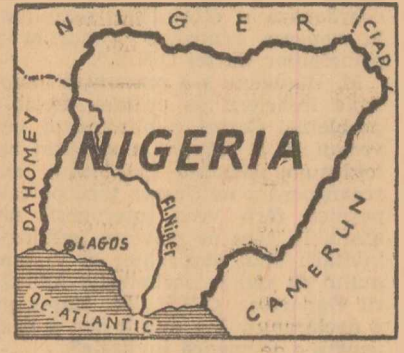 NIGER
CIAD
DAHOMEY
NIGERIA
Fl. Niger
LAGOS
CAMERUN
OC. ATLANTIC